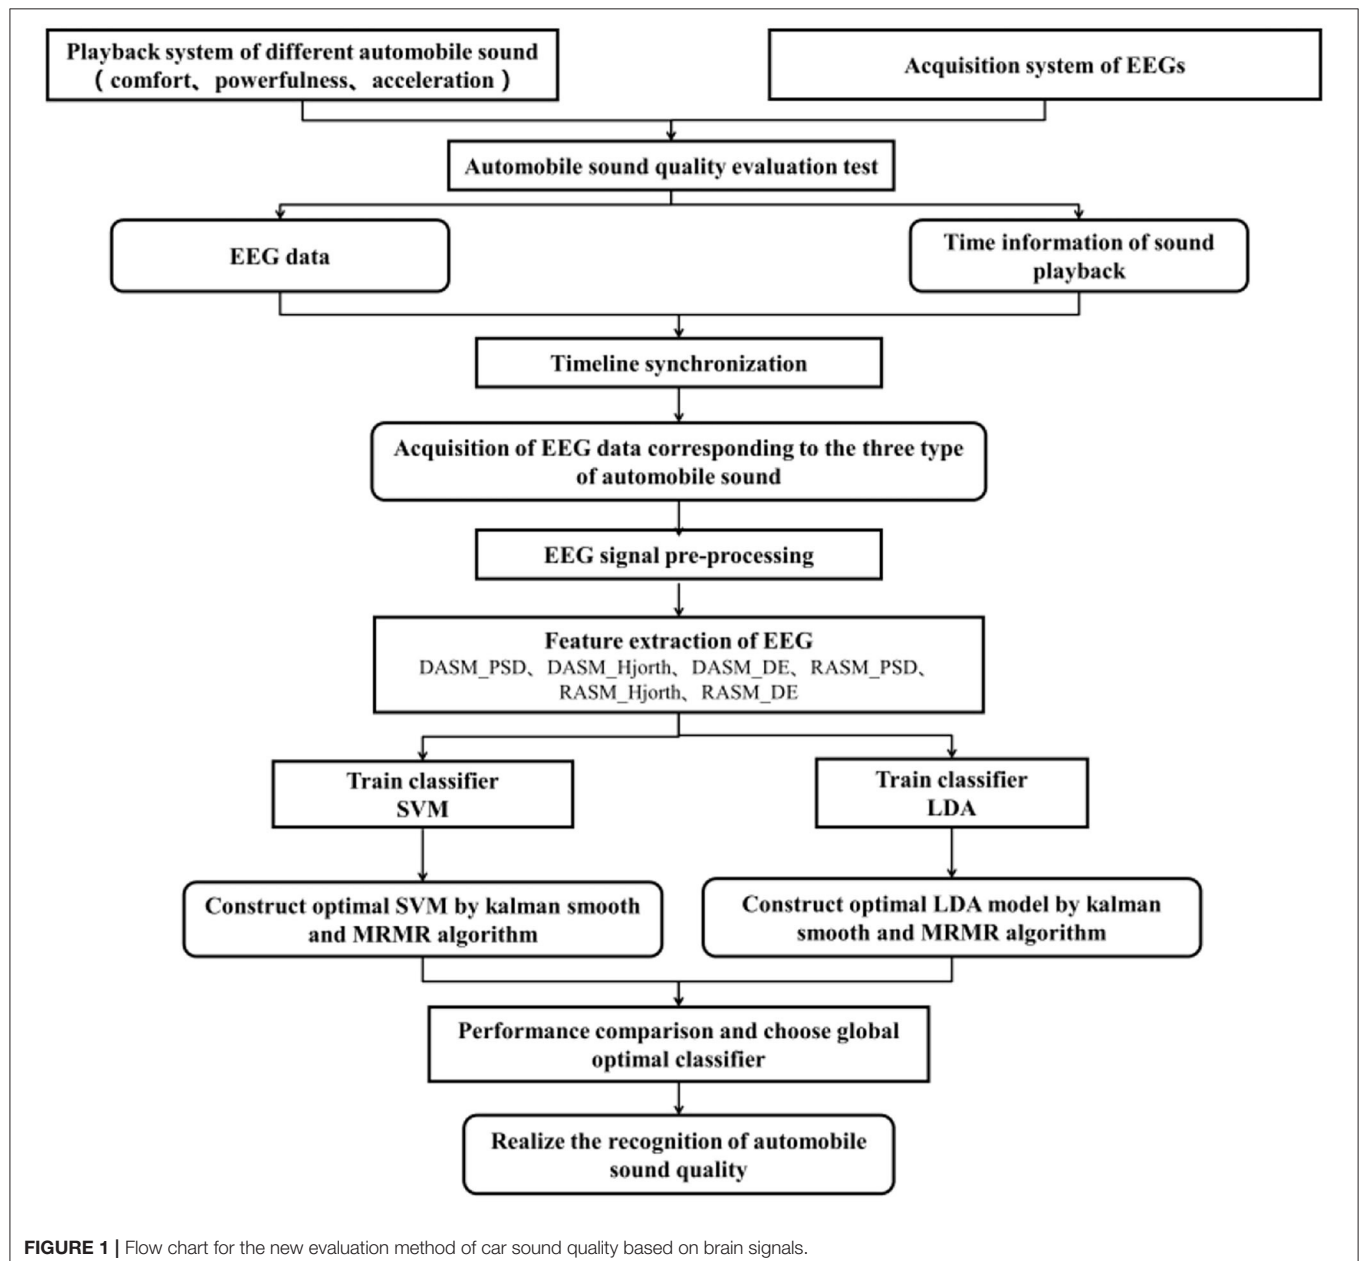 Playback system of different automobile sound
( comfort、powerfulness、acceleration )
Acquisition system of EEGs
Automobile sound quality evaluation test
EEG data
Time information of sound
playback
Timeline synchronization
Acquisition of EEG data corresponding to the three type
of automobile sound
EEG signal pre-processing
Feature extraction of EEG
DASM_PSD、DASM_Hjorth、DASM_DE、RASM_PSD、
RASM_Hjorth、RASM_DE
Train classifier
SVM
Train classifier
LDA
Construct optimal SVM by kalman smooth
and MRMR algorithm
Construct optimal LDA model by kalman
smooth and MRMR algorithm
Performance comparison and choose global
optimal classifier
Realize the recognition of automobile
sound quality
FIGURE 1 | Flow chart for the new evaluation method of car sound quality based on brain signals.